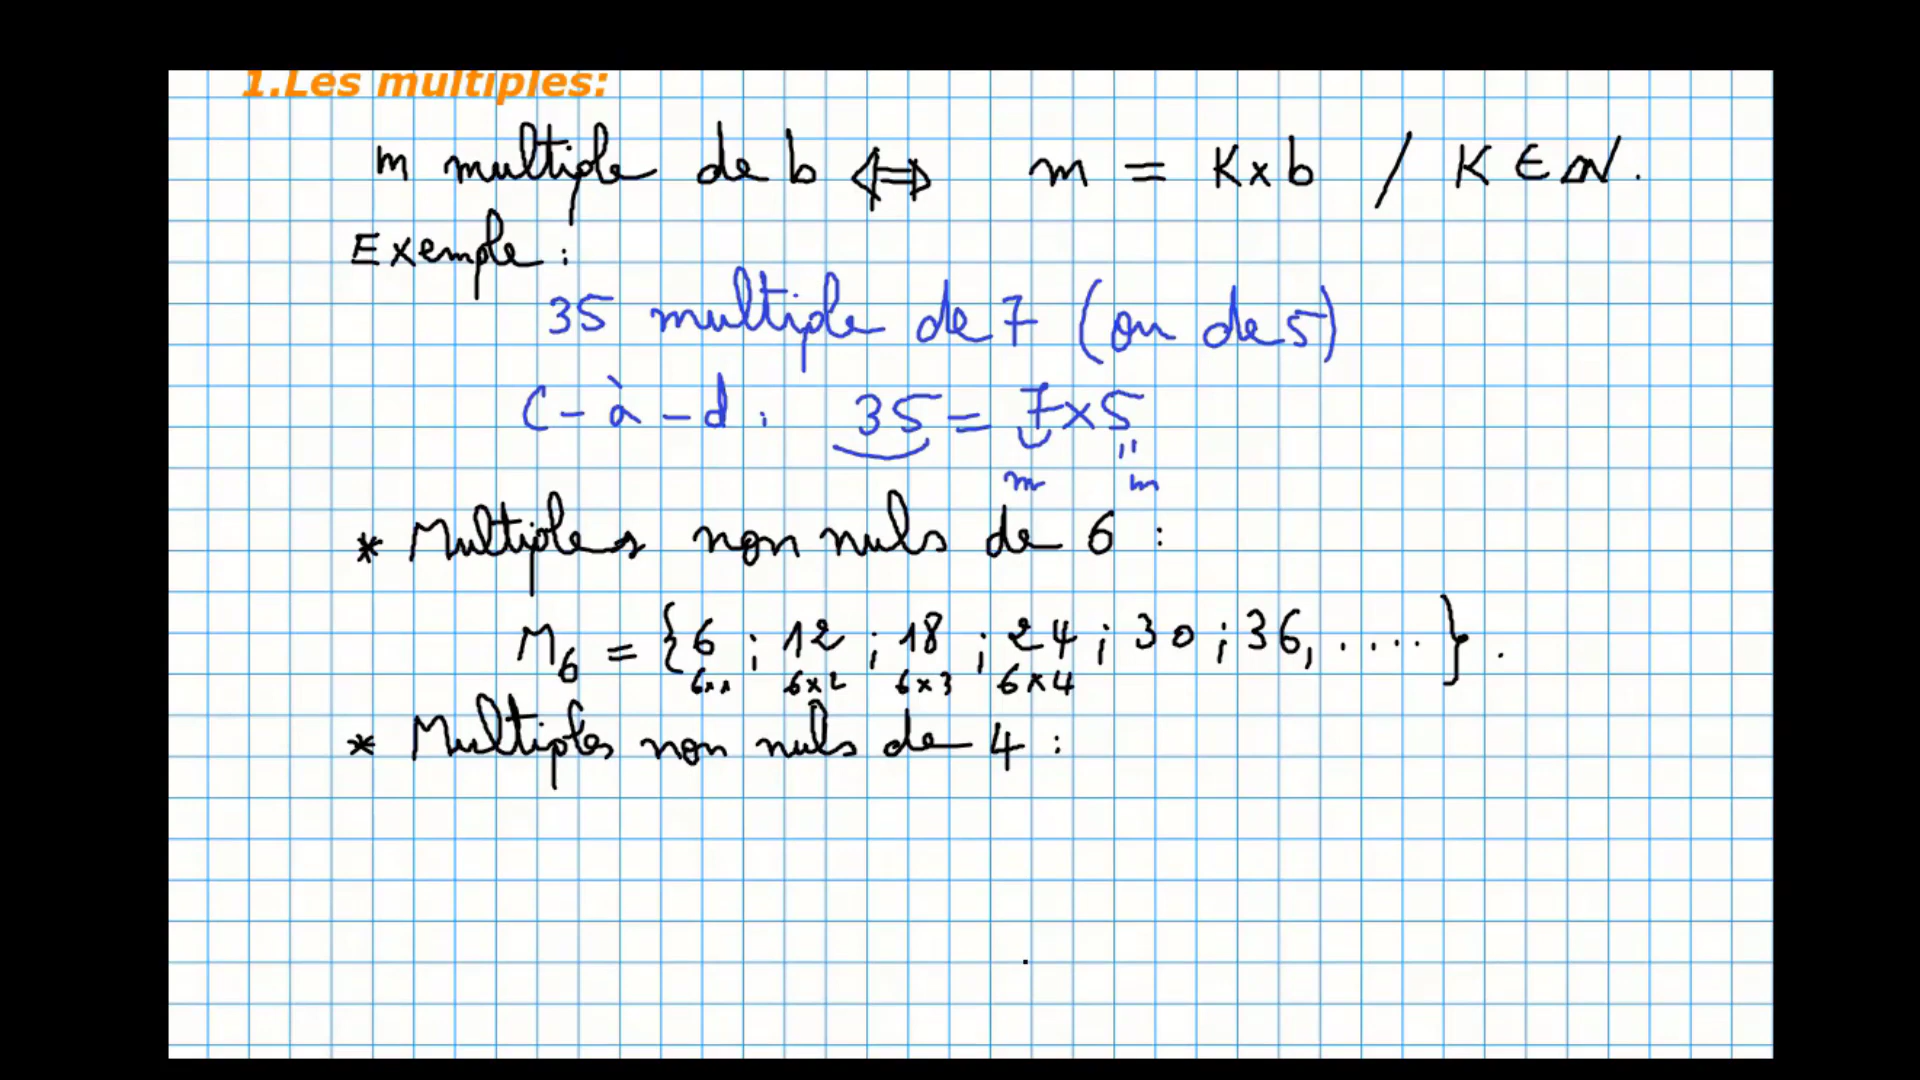 1.Les multiples:
m multiple de b ⇔ m = K×b / K ∈ ℕ.
Exemple:
35 multiple de 7 (ou de 5)
C-à-d: 35 = 7×5
m " m
* Multiples non nuls de 6 :
M6 = {6 ; 12 ; 18 ; 24 ; 30 ; 36, ....}.
6×1 6×2 6×3 6×4
* Multiples non nuls de 4 :